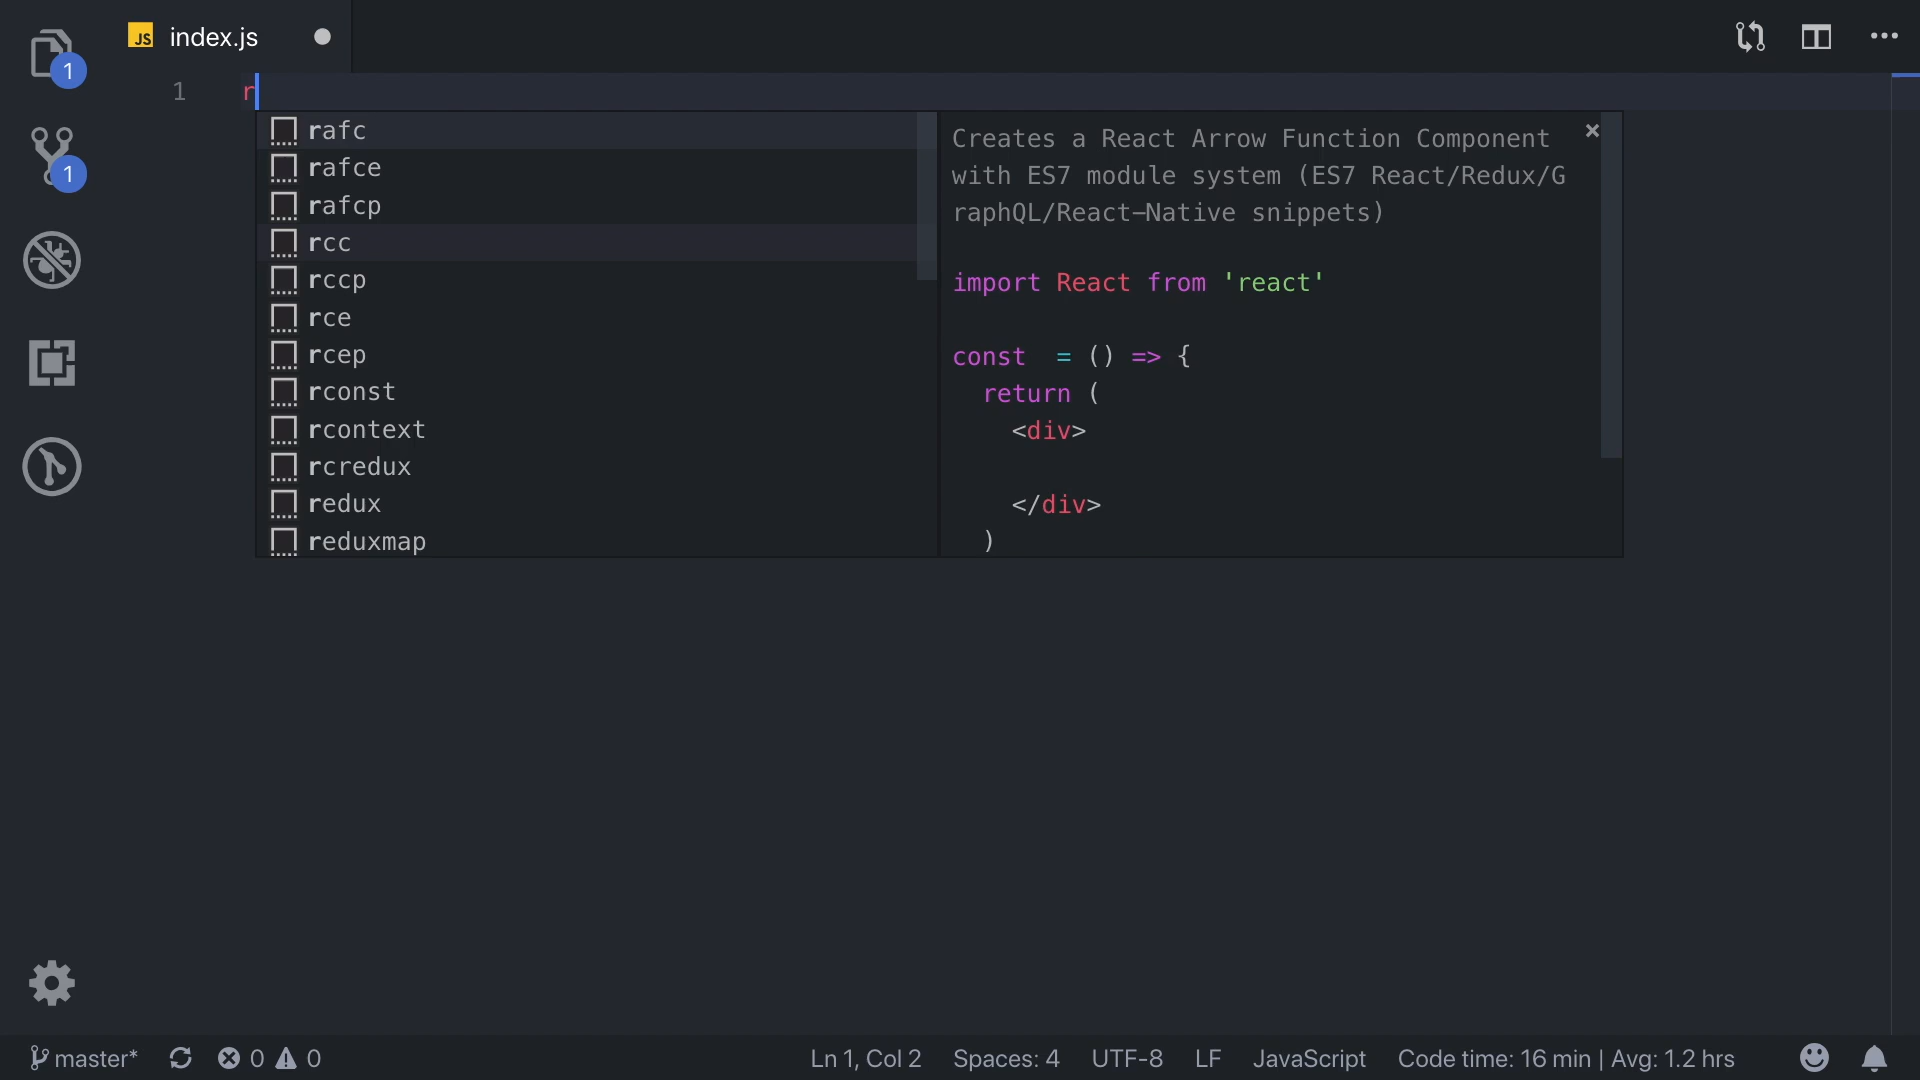 JS index.js
1
1
1 r
rafc
rafce
rafcp
rcc
rccp
rce
rcep
rconst
rcontext
rcredux
redux
reduxmap
Creates a React Arrow Function Component
with ES7 module system (ES7 React/Redux/G
raphQL/React–Native snippets)
import React from 'react'
const  = () => {
return (
<div>
</div>
)
master* 0 0 Ln 1, Col 2 Spaces: 4 UTF-8 LF JavaScript Code time: 16 min | Avg: 1.2 hrs